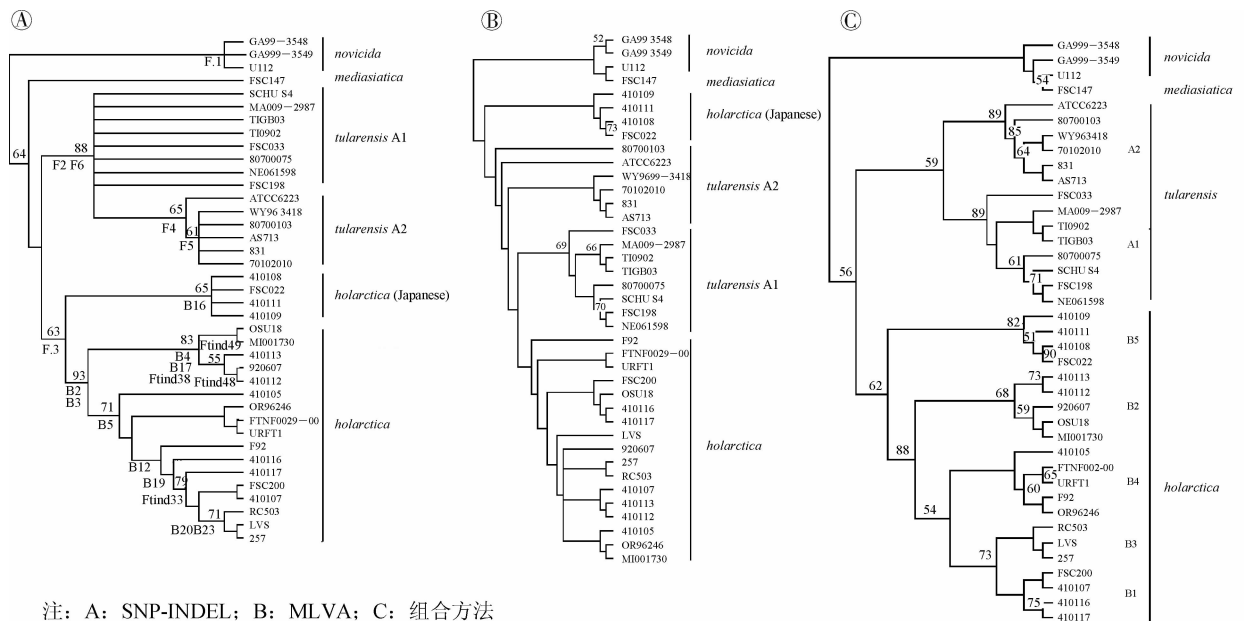 Ⓐ
GA99-3548
GA999-3549
F.1
U112
novicida
FSC147
mediasiatica
SCHU S4
MA009-2987
TIGB03
TI0902
FSC033
80700075
NE061598
FSC198
tularensis A1
64
88
F2 F6
ATCC6223
WY96 3418
80700103
AS713
831
70102010
tularensis A2
65
F4
61
F5
410108
FSC022
410111
410109
holarctica (Japanese)
65
B16
63
F.3
OSU18
MI001730
410113
920607
410112
83
Ftind49
B4
B17
55
Ftind38
Ftind48
93
B2
B3
410105
71
B5
OR96246
FTNF0029-00
URFT1
F92
B12
410116
B19
410117
79
Ftind33
FSC200
410107
RC503
71
LVS
B20B23
257
holarctica
Ⓑ
52
GA99 3548
GA99 3549
U112
novicida
FSC147
mediasiatica
410109
410111
410108
73
FSC022
holarctica (Japanese)
80700103
ATCC6223
WY9699-3418
70102010
831
AS713
tularensis A2
FSC033
69
66
MA009-2987
TI0902
TIGB03
80700075
SCHU S4
70
FSC198
NE061598
tularensis A1
F92
FTNF0029-00
URFT1
FSC200
OSU18
410116
410117
LVS
920607
257
RC503
410107
410113
410112
410105
OR96246
MI001730
holarctica
Ⓒ
GA999-3548
GA999-3549
U112
novicida
54
FSC147
mediasiatica
ATCC6223
89
80700103
85
WY963418
64
70102010
831
AS713
A2
59
FSC033
89
MA009-2987
TI0902
TIGB03
A1
61
80700075
SCHU S4
71
FSC198
NE061598
tularensis
56
410109
82
410111
51
410108
90
FSC022
B5
62
73
410113
410112
68
920607
59
OSU18
MI001730
B2
88
410105
FTNF002-00
65
URFT1
60
F92
OR96246
B4
54
RC503
LVS
257
B3
73
FSC200
410107
75
410116
410117
B1
holarctica
注：A：SNP-INDEL；B：MLVA；C：组合方法